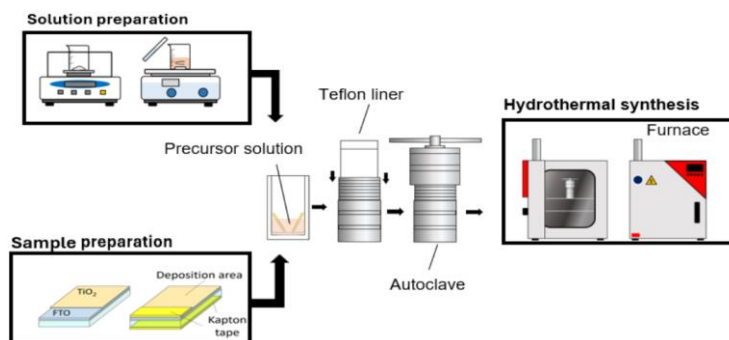 Solution preparation
Teflon liner
Hydrothermal synthesis
Furnace
Precursor solution
Sample preparation
Deposition area
TiO2
FTO
Kapton
tape
Autoclave